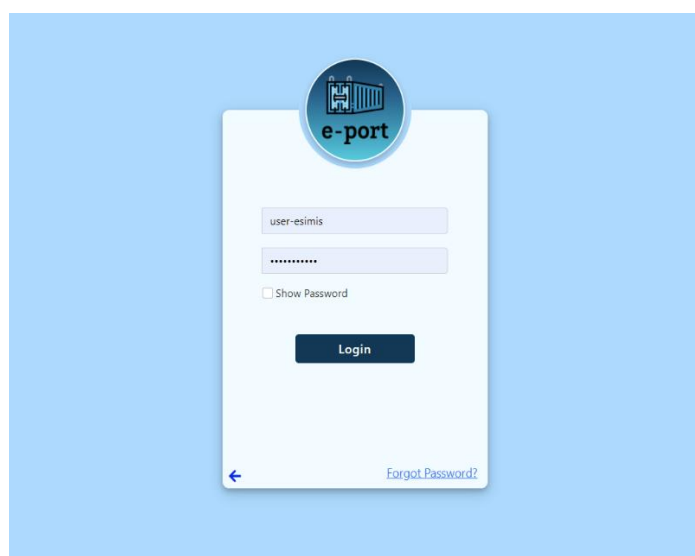 e-port
user-esimis
•••••••••••
Show Password
Login
Forgot Password?